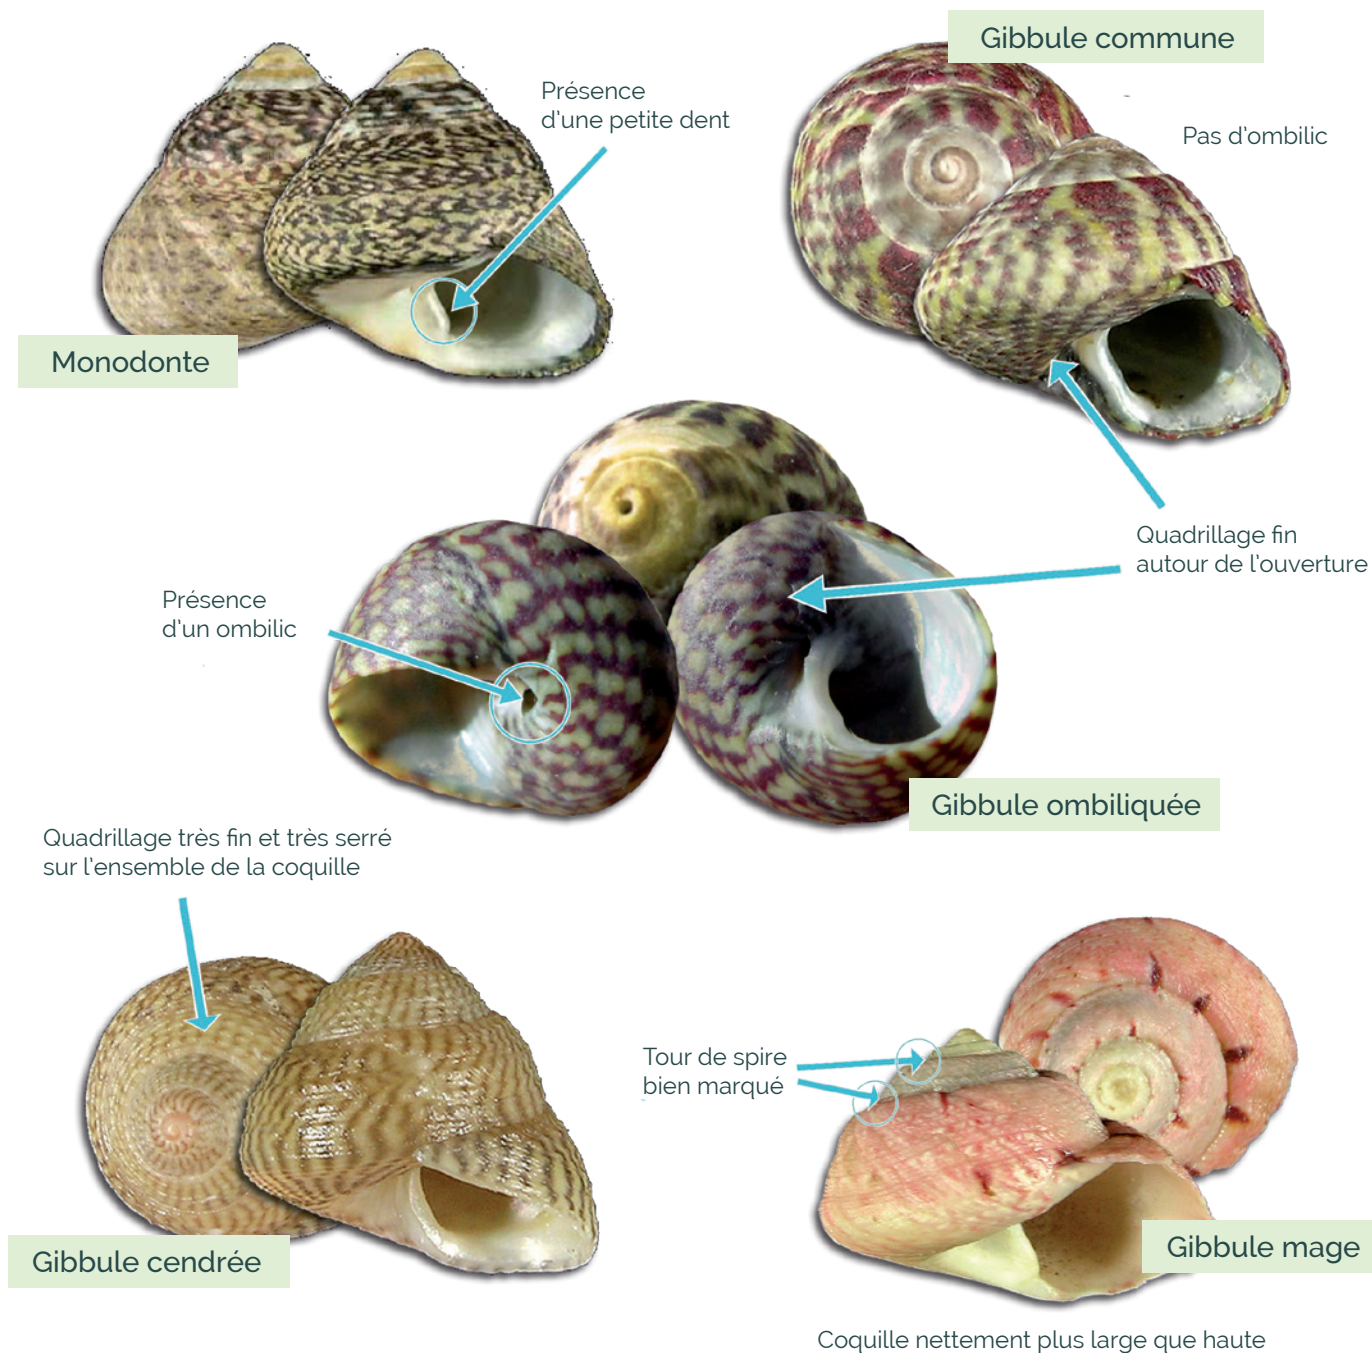 Gibbule commune
Présence
d'une petite dent
Pas d'ombilic
Monodonte
Quadrillage fin
autour de l'ouverture
Présence
d'un ombilic
Gibbule ombiliquée
Quadrillage très fin et très serré
sur l'ensemble de la coquille
Tour de spire
bien marqué
Gibbule cendrée
Gibbule mage
Coquille nettement plus large que haute